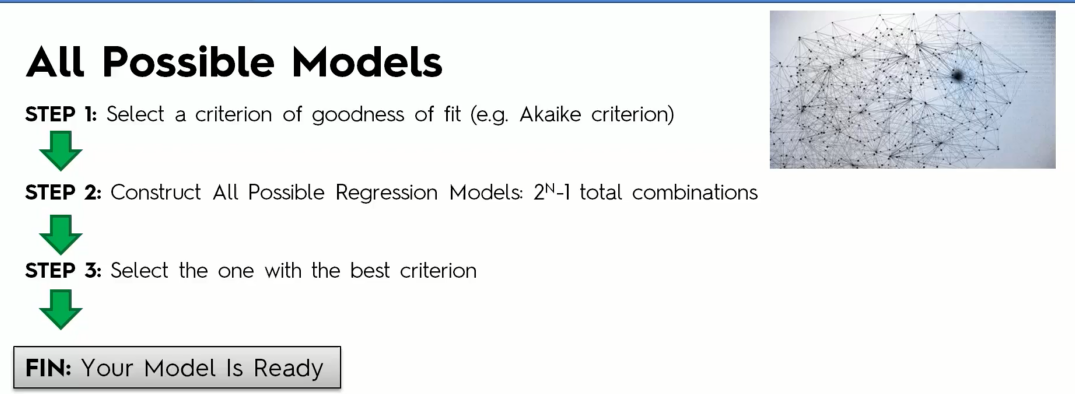 All Possible Models
STEP 1: Select a criterion of goodness of fit (e.g. Akaike criterion)
STEP 2: Construct All Possible Regression Models: 2ᴺ-1 total combinations
STEP 3: Select the one with the best criterion
FIN: Your Model Is Ready